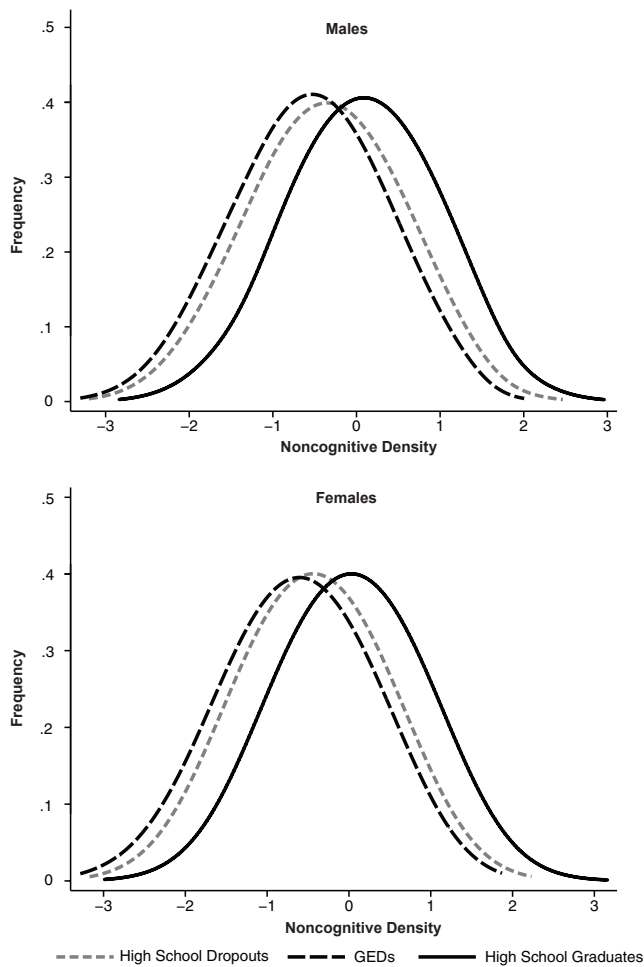 Males
.5
.4
.3
.2
.1
0
Frequency
−3 −2 −1 0 1 2 3
Noncognitive Density
Females
.5
.4
.3
.2
.1
0
Frequency
−3 −2 −1 0 1 2 3
Noncognitive Density
High School Dropouts GEDs High School Graduates